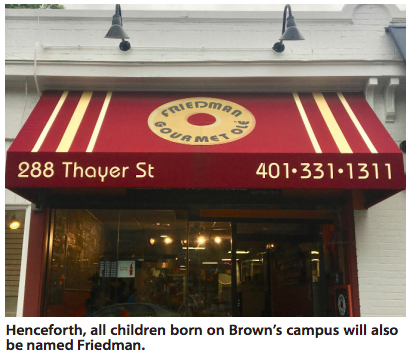 FRIEDMAN
GOURMET OLÉ
288 Thayer St
401•331•1311
Henceforth, all children born on Brown's campus will also
be named Friedman.